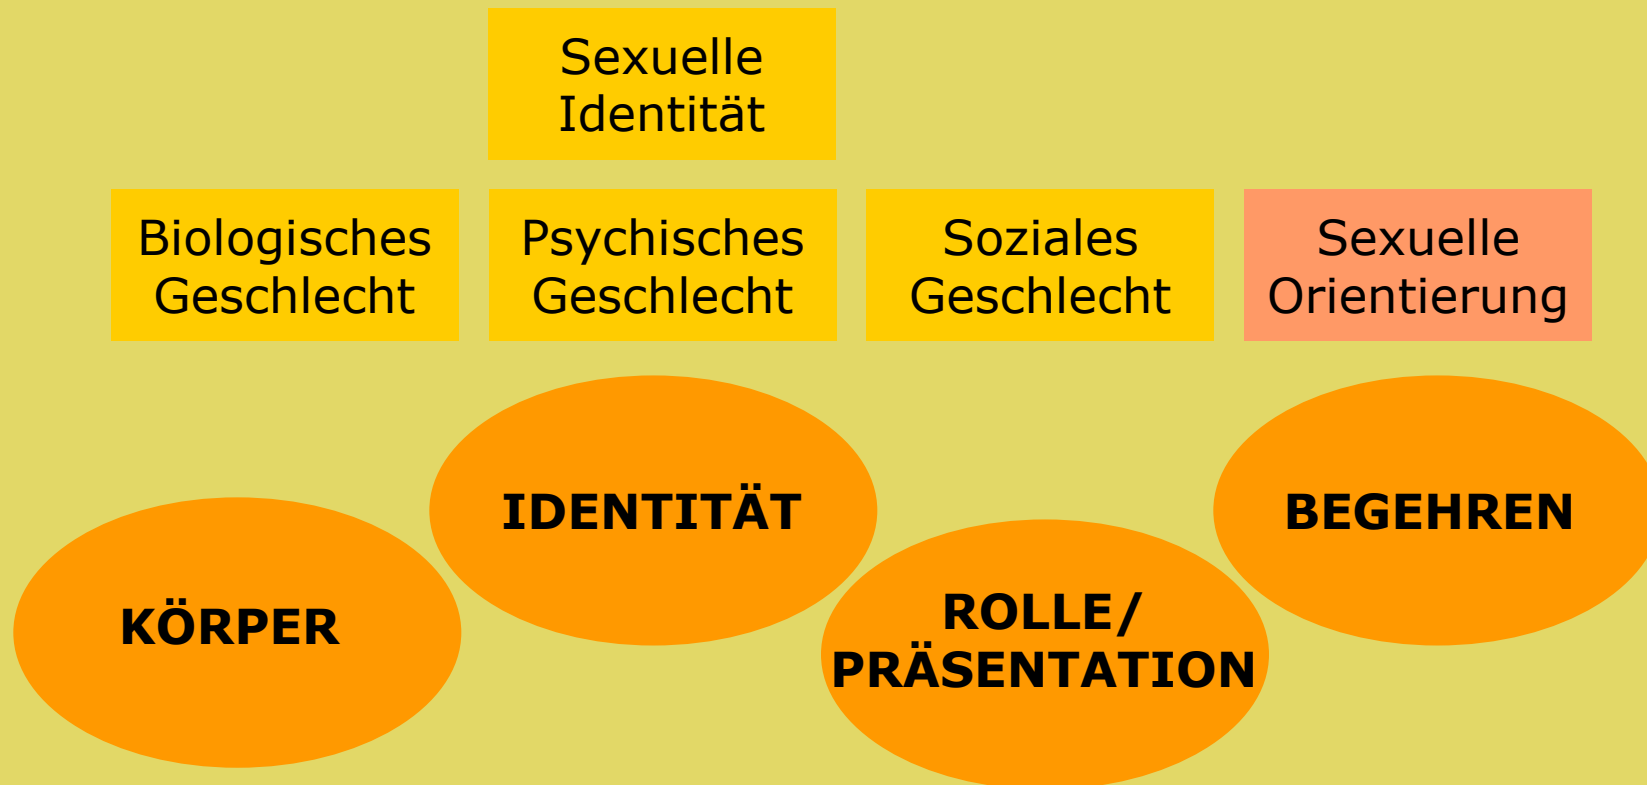 Sexuelle
Identität
Biologisches
Geschlecht
Psychisches
Geschlecht
Soziales
Geschlecht
Sexuelle
Orientierung
KÖRPER
IDENTITÄT
ROLLE/
PRÄSENTATION
BEGEHREN